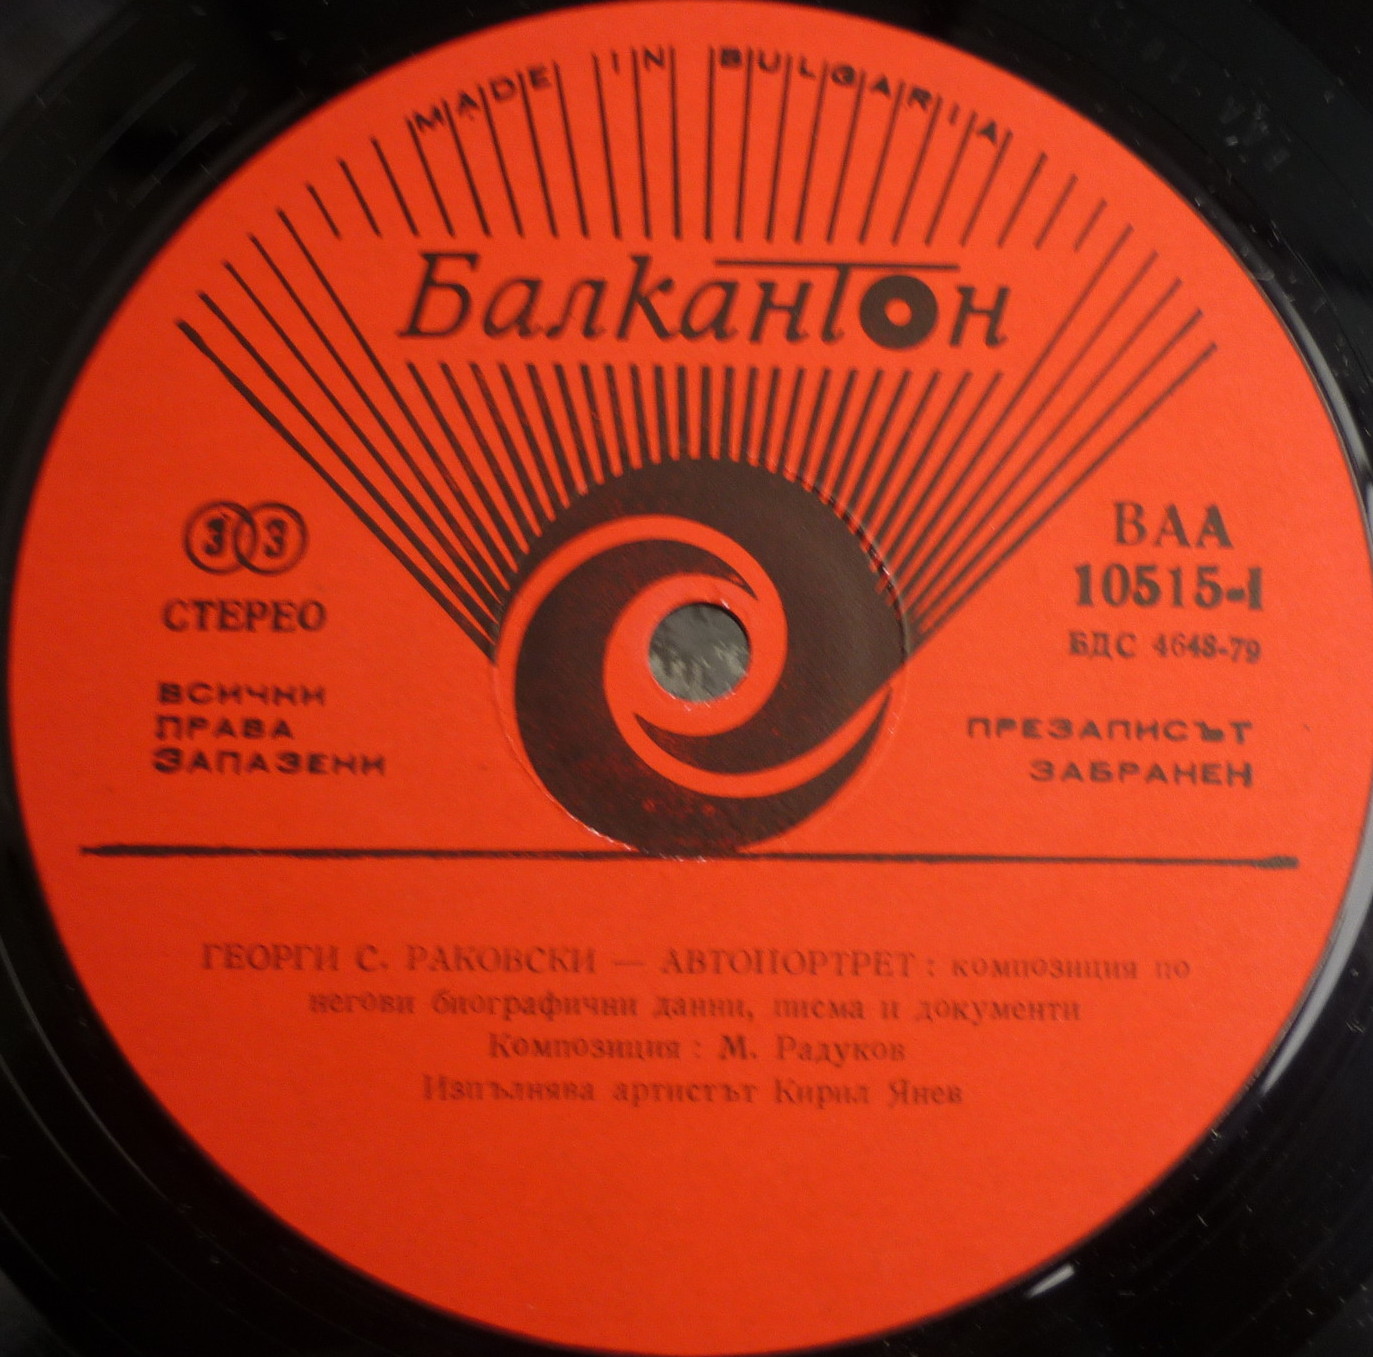 MADE IN BULGARIA
Балкантон
33
СТЕРЕО
ВСИЧКИ
ПРАВА
ЗАПАЗЕНИ
ВАА
10515-I
БДС 4648-79
ПРЕЗАПИСЪТ
ЗАБРАНЕН
ГЕОРГИ С. РАКОВСКИ — АВТОПОРТРЕТ : композиция по
негови биографични данни, писма и документи
Композиция : М. Радуков
Изпълнява артистът Кирил Янев